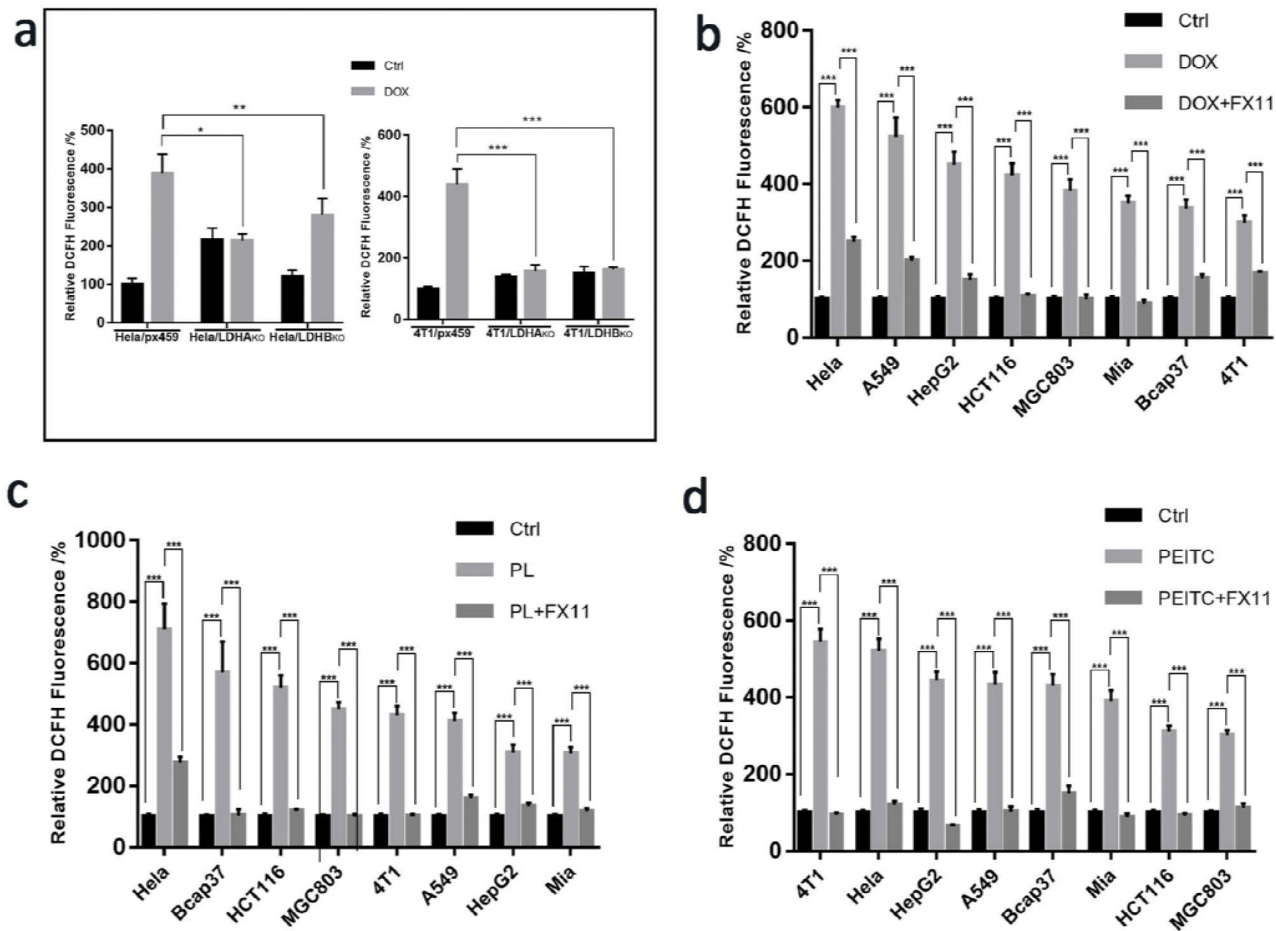 a
Ctrl
DOX
Relative DCFH Fluorescence /%
500
400
300
200
100
0
**
*
Hela/px459 Hela/LDHAKO Hela/LDHBKO
Relative DCFH Fluorescence /%
600
400
200
0
***
***
4T1/px459 4T1/LDHAKO 4T1/LDHBKO
b
Ctrl
DOX
DOX+FX11
Relative DCFH Fluorescence /%
800
600
400
200
0
*** ***
*** ***
*** ***
*** ***
*** ***
*** ***
*** ***
*** ***
Hela A549 HepG2 HCT116 MGC803 Mia Bcap37 4T1
c
Ctrl
PL
PL+FX11
Relative DCFH Fluorescence /%
1000
800
600
400
200
0
*** ***
*** ***
*** ***
*** ***
*** ***
*** ***
*** ***
*** ***
Hela Bcap37 HCT116 MGC803 4T1 A549 HepG2 Mia
d
Ctrl
PEITC
PEITC+FX11
Relative DCFH Fluorescence /%
800
600
400
200
0
*** ***
*** ***
*** ***
*** ***
*** ***
*** ***
*** ***
*** ***
4T1 Hela HepG2 A549 Bcap37 Mia HCT116 MGC803